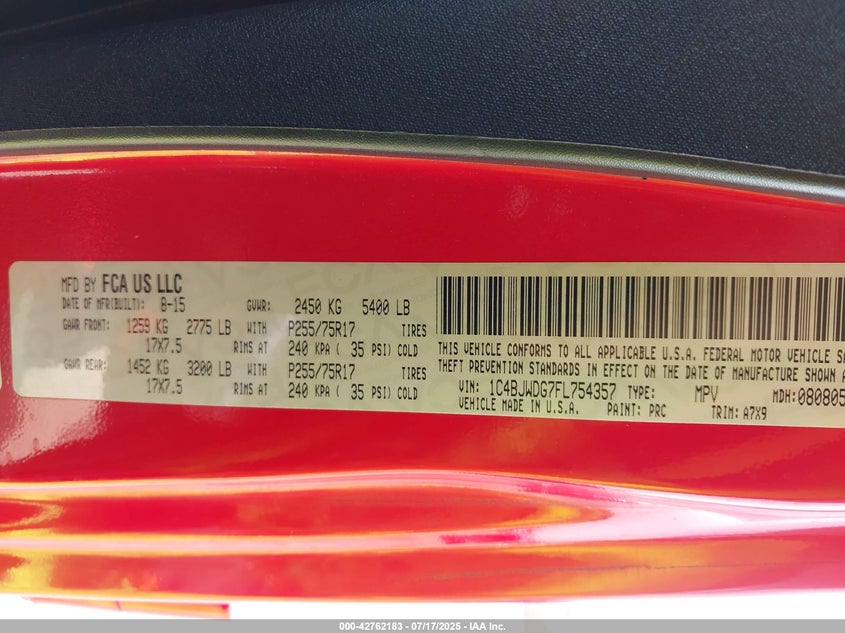 MFD BY FCA US LLC
DATE OF MFR(BUILT): 8-15 GVWR: 2450 KG 5400 LB
GAWR FRONT: 1259 KG 2775 LB WITH P255/75R17 TIRES
17X7.5 RIMS AT 240 KPA ( 35 PSI) COLD
GAWR REAR: 1452 KG 3200 LB WITH P255/75R17 TIRES
17X7.5 RIMS AT 240 KPA ( 35 PSI) COLD
THIS VEHICLE CONFORMS TO ALL APPLICABLE U.S.A. FEDERAL MOTOR VEHICLE SA
THEFT PREVENTION STANDARDS IN EFFECT ON THE DATE OF MANUFACTURE SHOWN A
VIN: 1C4BJWDG7FL754357 TYPE: MPV MDH:080805
VEHICLE MADE IN U.S.A. PAINT: PRC TRIM: A7X9
000-42762183 / 07/17/2025 - IAA Inc.